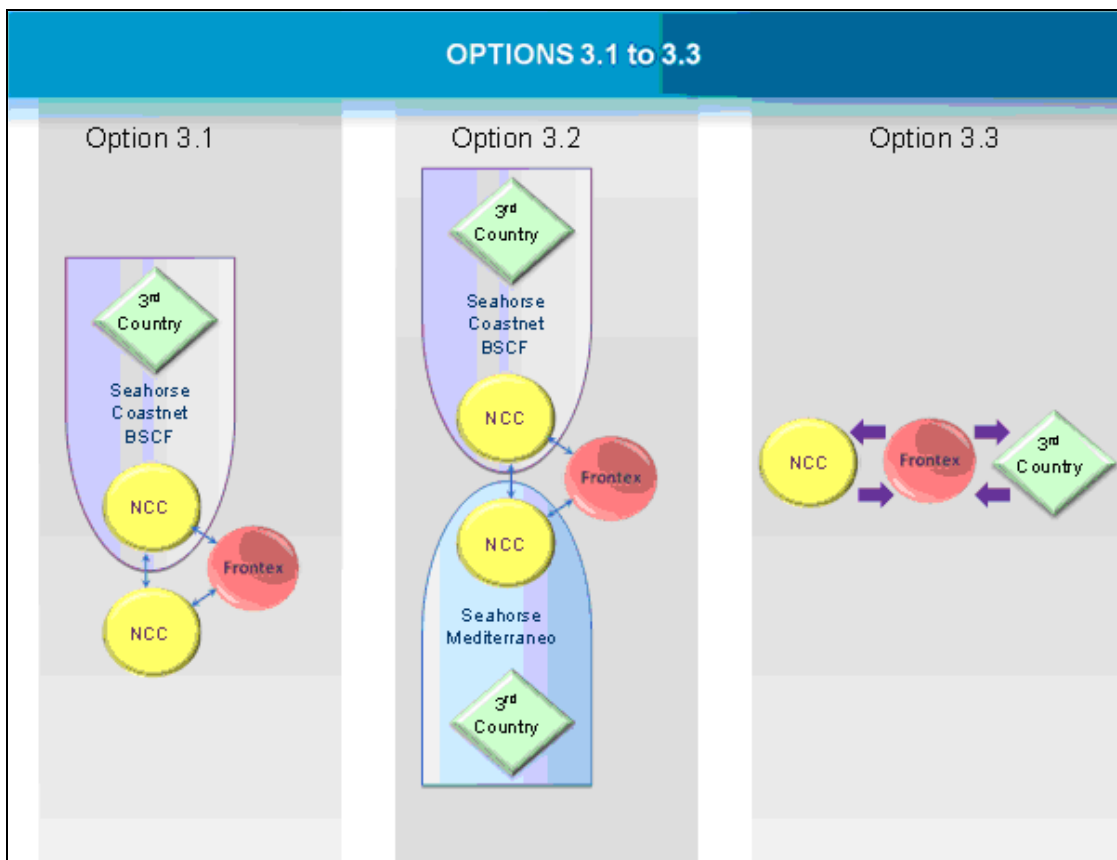 OPTIONS 3.1 to 3.3
Option 3.1
3rd
Country
Seahorse
Coastnet
BSCF
NCC
Frontex
NCC
Option 3.2
3rd
Country
Seahorse
Coastnet
BSCF
NCC
Frontex
NCC
Seahorse
Mediterraneo
3rd
Country
Option 3.3
NCC
Frontex
3rd
Country